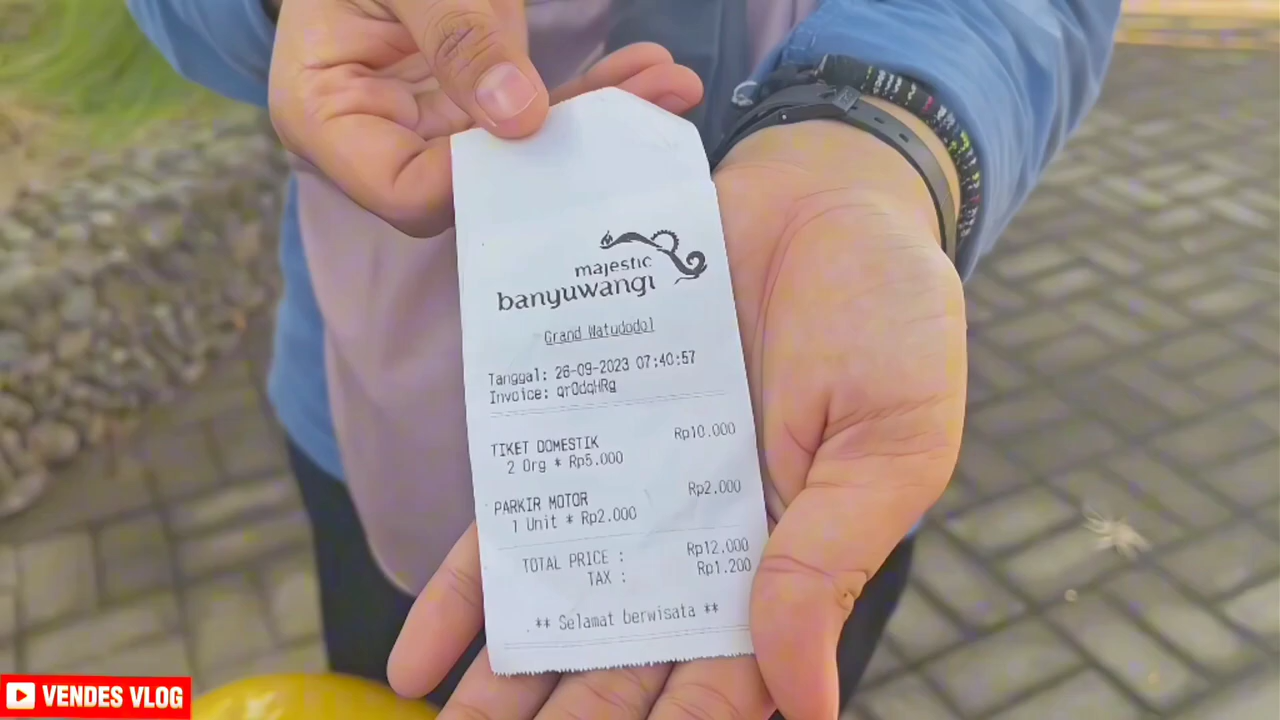 majestic
banyuwangi
Grand Watudodol
Tanggal: 26-09-2023 07:40:57
Invoice: qrOdqHRg
TIKET DOMESTIK Rp10.000
2 Org * Rp5.000
PARKIR MOTOR Rp2.000
1 Unit * Rp2.000
TOTAL PRICE : Rp12.000
TAX : Rp1.200
** Selamat berwisata **
VENDES VLOG